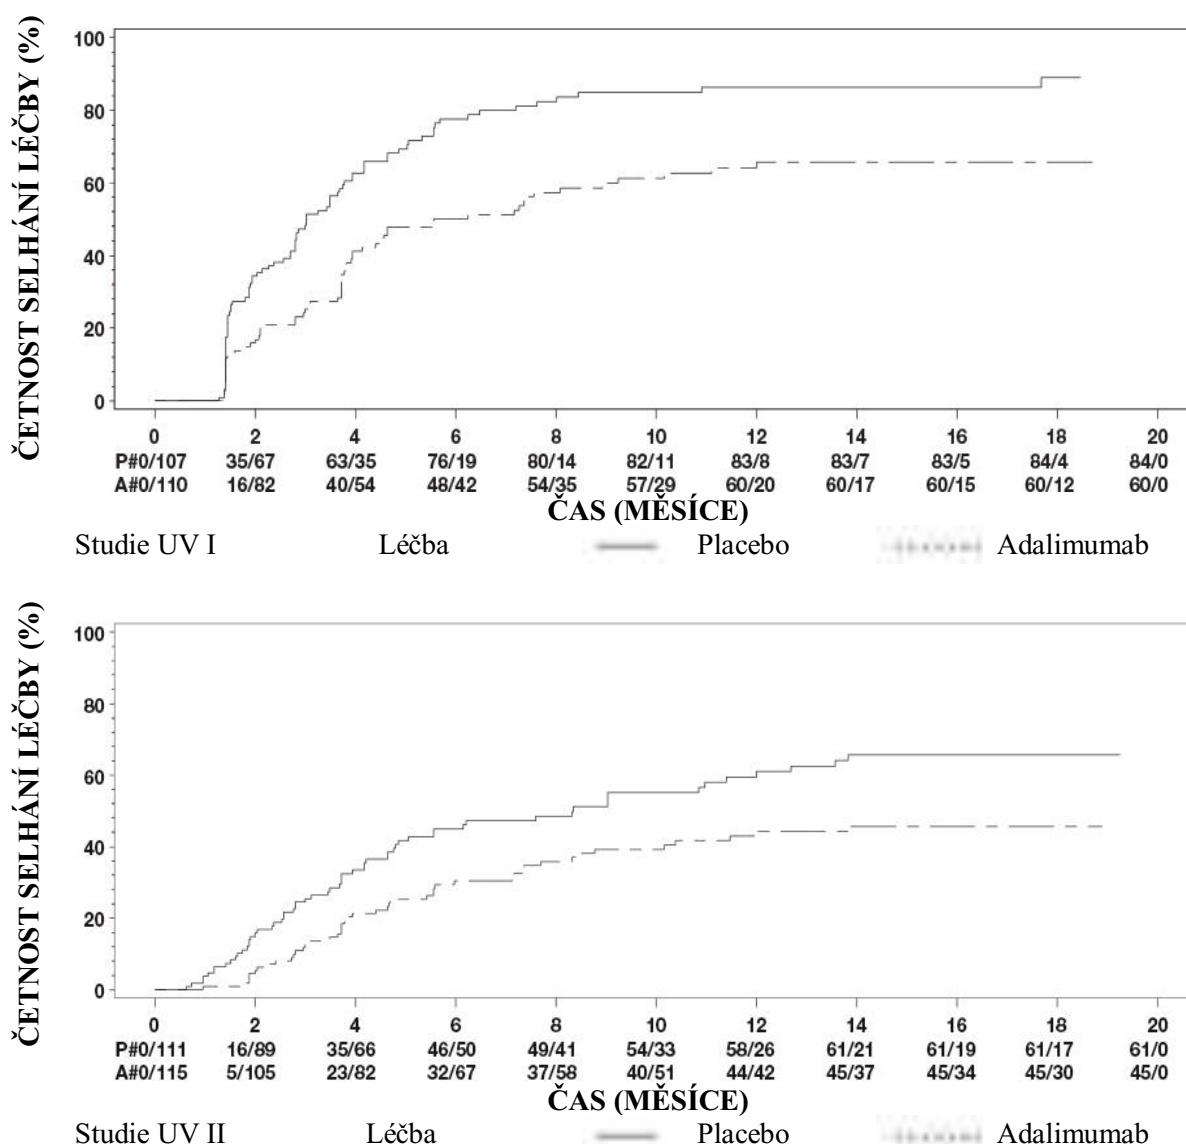 ČETNOST SELHÁNÍ LÉČBY (%)
100
80
60
40
20
0
0 2 4 6 8 10 12 14 16 18 20
P#0/107 35/67 63/35 76/19 80/14 82/11 83/8 83/7 83/5 84/4 84/0
A#0/110 16/82 40/54 48/42 54/35 57/29 60/20 60/17 60/15 60/12 60/0
ČAS (MĚSÍCE)
Studie UV I Léčba Placebo Adalimumab
ČETNOST SELHÁNÍ LÉČBY (%)
100
80
60
40
20
0
0 2 4 6 8 10 12 14 16 18 20
P#0/111 16/89 35/66 46/50 49/41 54/33 58/26 61/21 61/19 61/17 61/0
A#0/115 5/105 23/82 32/67 37/58 40/51 44/42 45/37 45/34 45/30 45/0
ČAS (MĚSÍCE)
Studie UV II Léčba Placebo Adalimumab